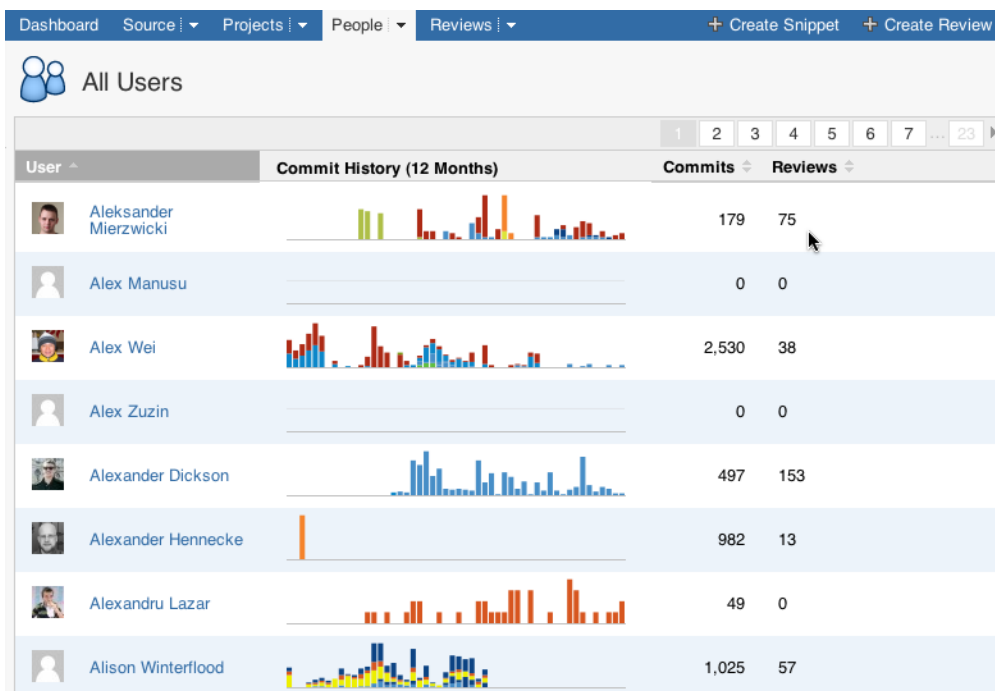 Dashboard Source Projects People Reviews + Create Snippet + Create Review
All Users
1 2 3 4 5 6 7 ... 23
User Commit History (12 Months) Commits Reviews
Aleksander
Mierzwicki 179 75
Alex Manusu 0 0
Alex Wei 2,530 38
Alex Zuzin 0 0
Alexander Dickson 497 153
Alexander Hennecke 982 13
Alexandru Lazar 49 0
Alison Winterflood 1,025 57